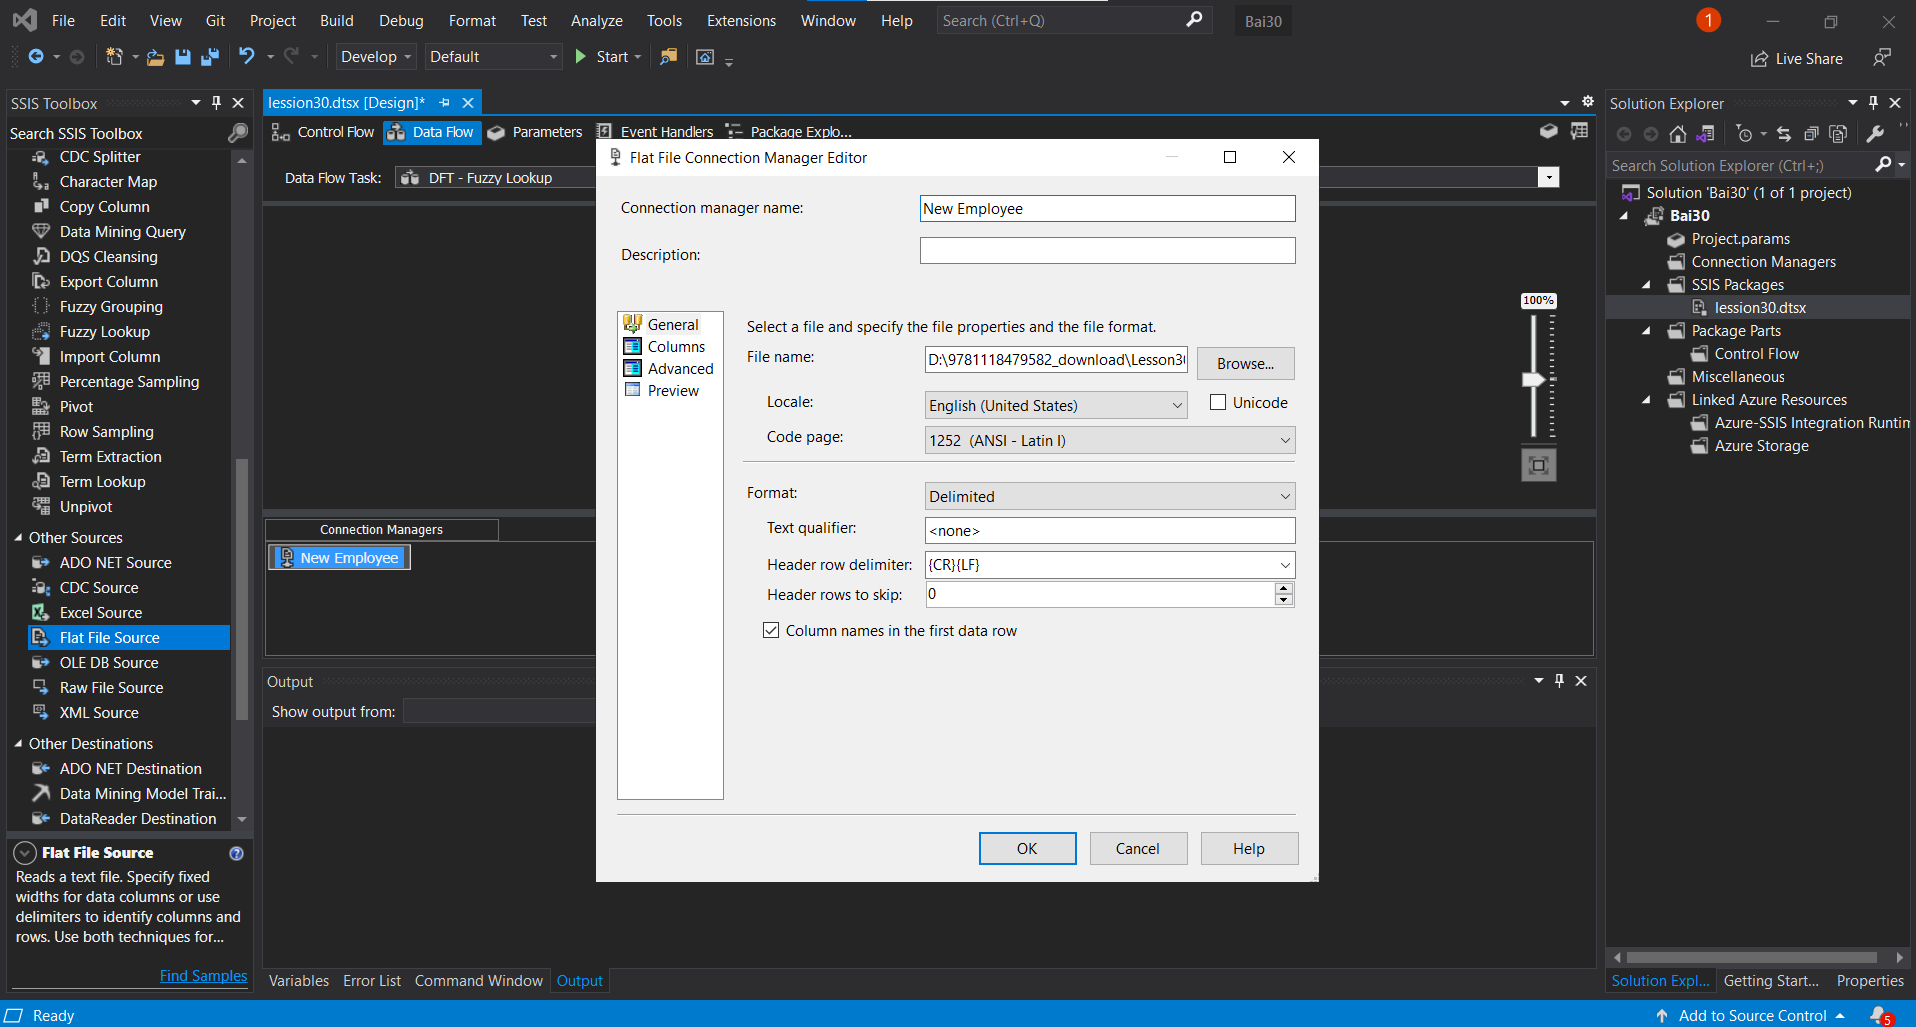 File Edit View Git Project Build Debug Format Test Analyze Tools Extensions Window Help Search (Ctrl+Q) Bai30 1
Develop Default Start Live Share
SSIS Toolbox
Search SSIS Toolbox
CDC Splitter
Character Map
Copy Column
Data Mining Query
DQS Cleansing
Export Column
Fuzzy Grouping
Fuzzy Lookup
Import Column
Percentage Sampling
Pivot
Row Sampling
Term Extraction
Term Lookup
Unpivot
Other Sources
ADO NET Source
CDC Source
Excel Source
Flat File Source
OLE DB Source
Raw File Source
XML Source
Other Destinations
ADO NET Destination
Data Mining Model Trai...
DataReader Destination
Flat File Source
Reads a text file. Specify fixed
widths for data columns or use
delimiters to identify columns and
rows. Use both techniques for...
Find Samples
lession30.dtsx [Design]*
Control Flow Data Flow Parameters Event Handlers Package Explo...
Data Flow Task: DFT - Fuzzy Lookup
100%
Connection Managers
New Employee
Output
Show output from:
Variables Error List Command Window Output
Flat File Connection Manager Editor
Connection manager name: New Employee
Description:
General
Columns
Advanced
Preview
Select a file and specify the file properties and the file format.
File name: D:\9781118479582_download\Lesson30 Browse...
Locale: English (United States) Unicode
Code page: 1252 (ANSI - Latin I)
Format: Delimited
Text qualifier: <none>
Header row delimiter: {CR}{LF}
Header rows to skip: 0
Column names in the first data row
OK Cancel Help
Solution Explorer
Search Solution Explorer (Ctrl+;)
Solution 'Bai30' (1 of 1 project)
Bai30
Project.params
Connection Managers
SSIS Packages
lession30.dtsx
Package Parts
Control Flow
Miscellaneous
Linked Azure Resources
Azure-SSIS Integration Runtim
Azure Storage
Solution Expl... Getting Start... Properties
Ready Add to Source Control 5